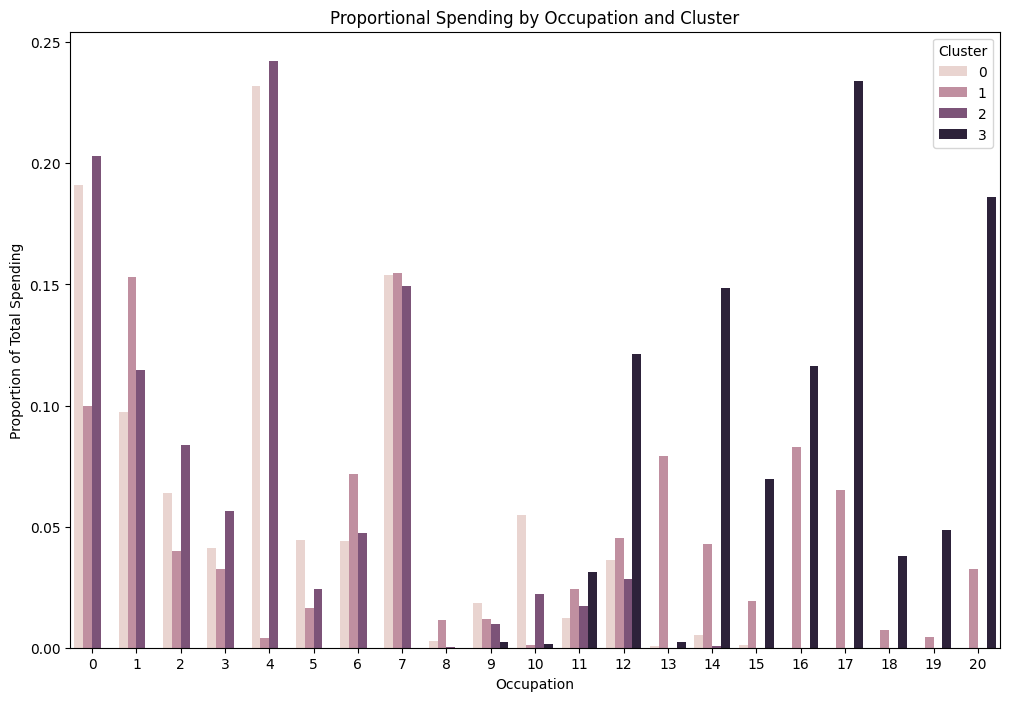 Proportional Spending by Occupation and Cluster
Cluster
0
1
2
3
Proportion of Total Spending
0.25
0.20
0.15
0.10
0.05
0.00
0 1 2 3 4 5 6 7 8 9 10 11 12 13 14 15 16 17 18 19 20
Occupation